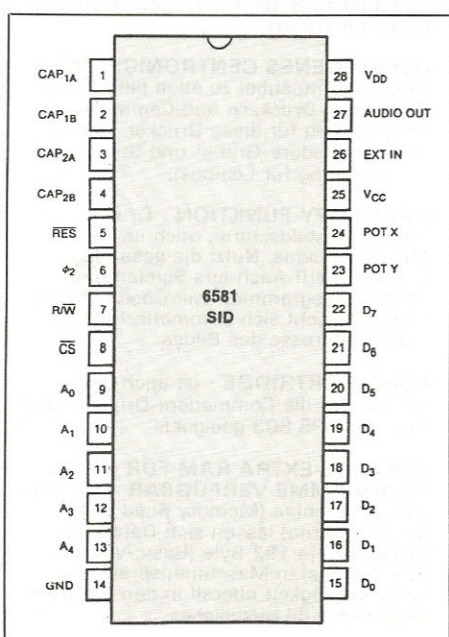 CAP1A 1 28 VDD
CAP1B 2 27 AUDIO OUT
CAP2A 3 26 EXT IN
CAP2B 4 25 VCC
RES 5 24 POT X
ϕ2 6 23 POT Y
6581
R/W 7 22 D7
SID
CS 8 21 D6
A0 9 20 D5
A1 10 19 D4
A2 11 18 D3
A3 12 17 D2
A4 13 16 D1
GND 14 15 D0